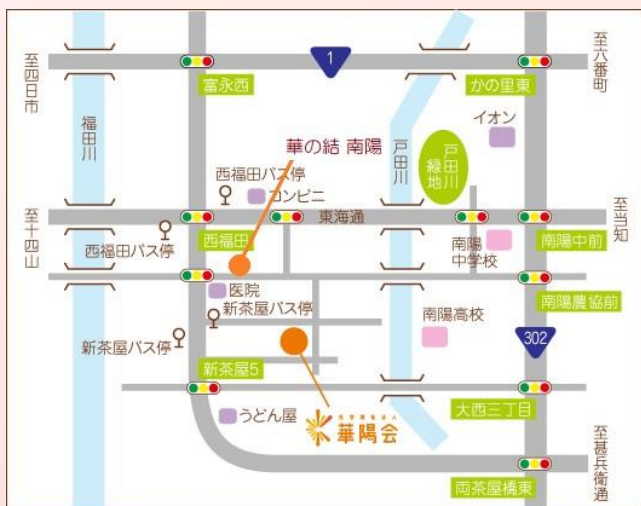 1
至四日市
富永西
かの里東
至六番町
福田川
戸田川
戸田川緑地
イオン
華の結 南陽
西福田バス停
コンビニ
至十四山
東海通
至当知
西福田バス停
西福田
南陽
中学校
南陽中前
医院
新茶屋バス停
南陽農協前
新茶屋バス停
南陽高校
302
新茶屋5
うどん屋
華陽会
大西三丁目
至甚兵衛通
両茶屋橋東